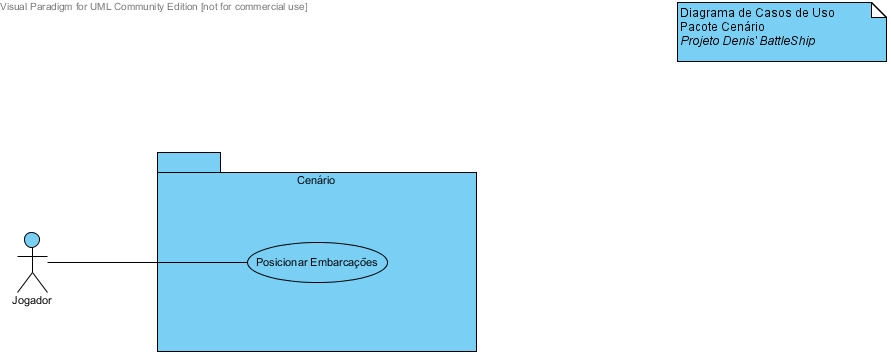 Visual Paradigm for UML Community Edition [not for commercial use]
Diagrama de Casos de Uso
Pacote Cenário
Projeto Denis' BattleShip
Cenário
Posicionar Embarcações
Jogador